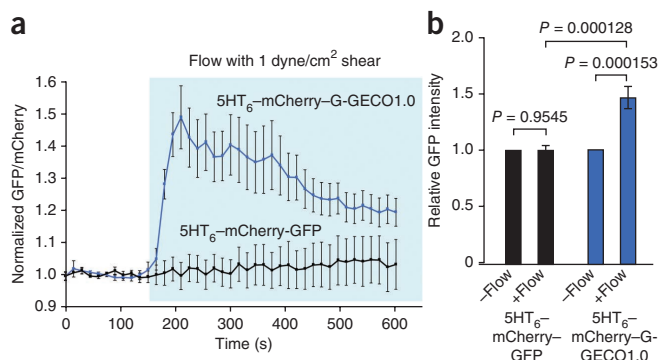 a
Flow with 1 dyne/cm² shear
1.6
1.5
1.4
1.3
1.2
1.1
1.0
0.9
Normalized GFP/mCherry
5HT₆–mCherry–G-GECO1.0
5HT₆–mCherry-GFP
0
100
200
300
400
500
600
Time (s)
b
P = 0.000128
P = 0.000153
P = 0.9545
2.0
1.5
1.0
0.5
0
Relative GFP intensity
–Flow
+Flow
–Flow
+Flow
5HT₆–
mCherry–
GFP
5HT₆–
mCherry-G-
GECO1.0